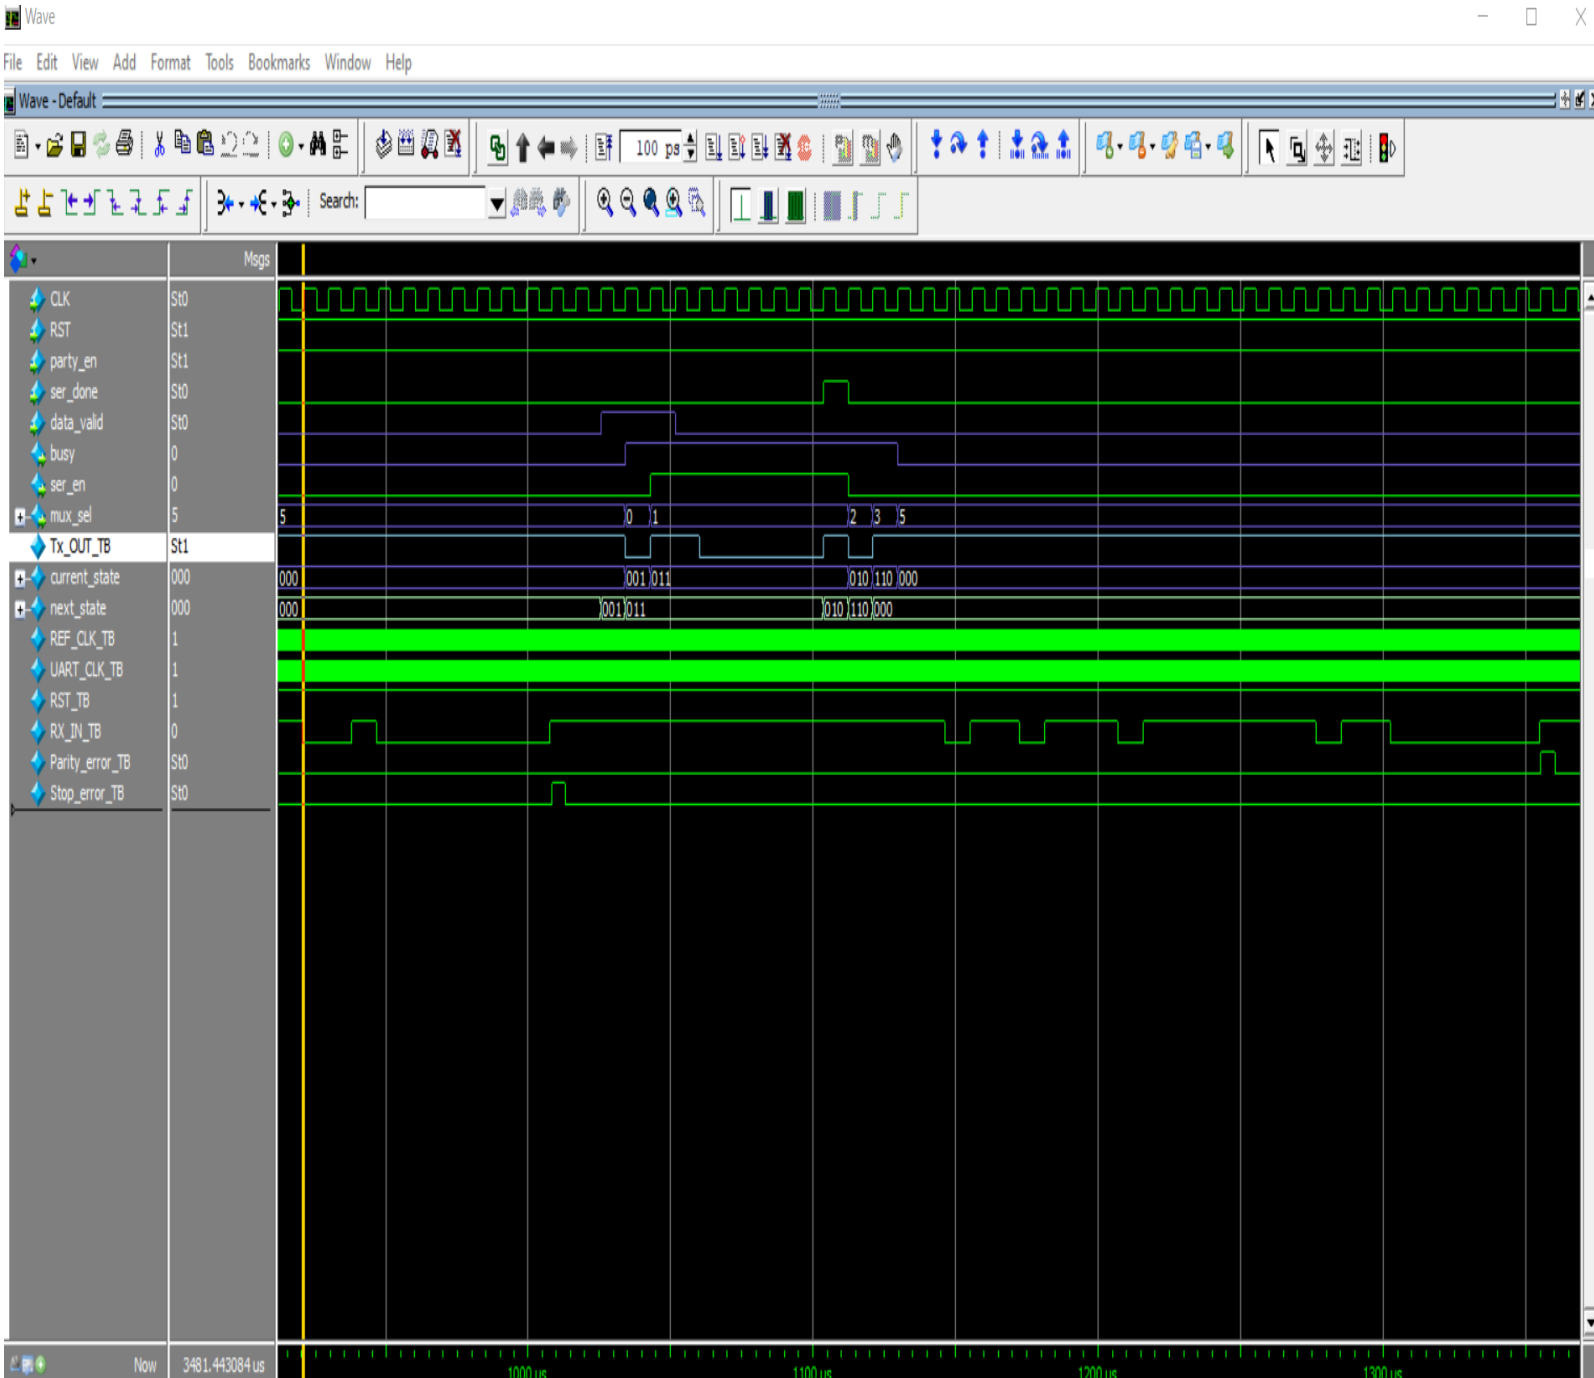 Wave
File Edit View Add Format Tools Bookmarks Window Help
Wave - Default
100 ps
Search:
Msgs
CLK St0
RST St1
party_en St1
ser_done St0
data_valid St0
busy 0
ser_en 0
mux_sel 5 5 0 1 2 3 5
Tx_OUT_TB St1
current_state 000 000 001 011 010 110 000
next_state 000 000 001 011 010 110 000
REF_CLK_TB 1
UART_CLK_TB 1
RST_TB 1
RX_IN_TB 0
Parity_error_TB St0
Stop_error_TB St0
Now 3481.443084 us 1000 us 1100 us 1200 us 1300 us